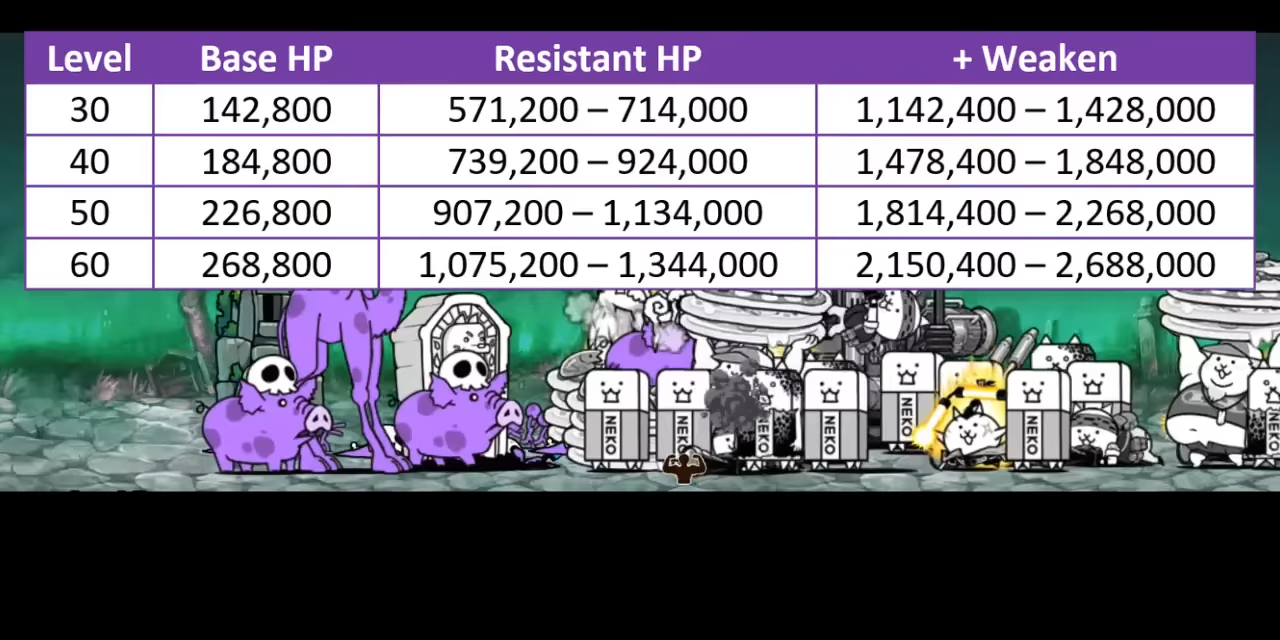 Level Base HP Resistant HP + Weaken
30 142,800 571,200 – 714,000 1,142,400 – 1,428,000
40 184,800 739,200 – 924,000 1,478,400 – 1,848,000
50 226,800 907,200 – 1,134,000 1,814,400 – 2,268,000
60 268,800 1,075,200 – 1,344,000 2,150,400 – 2,688,000
NEKO NEKO NEKO NEKO NEKO NEKO NEKO